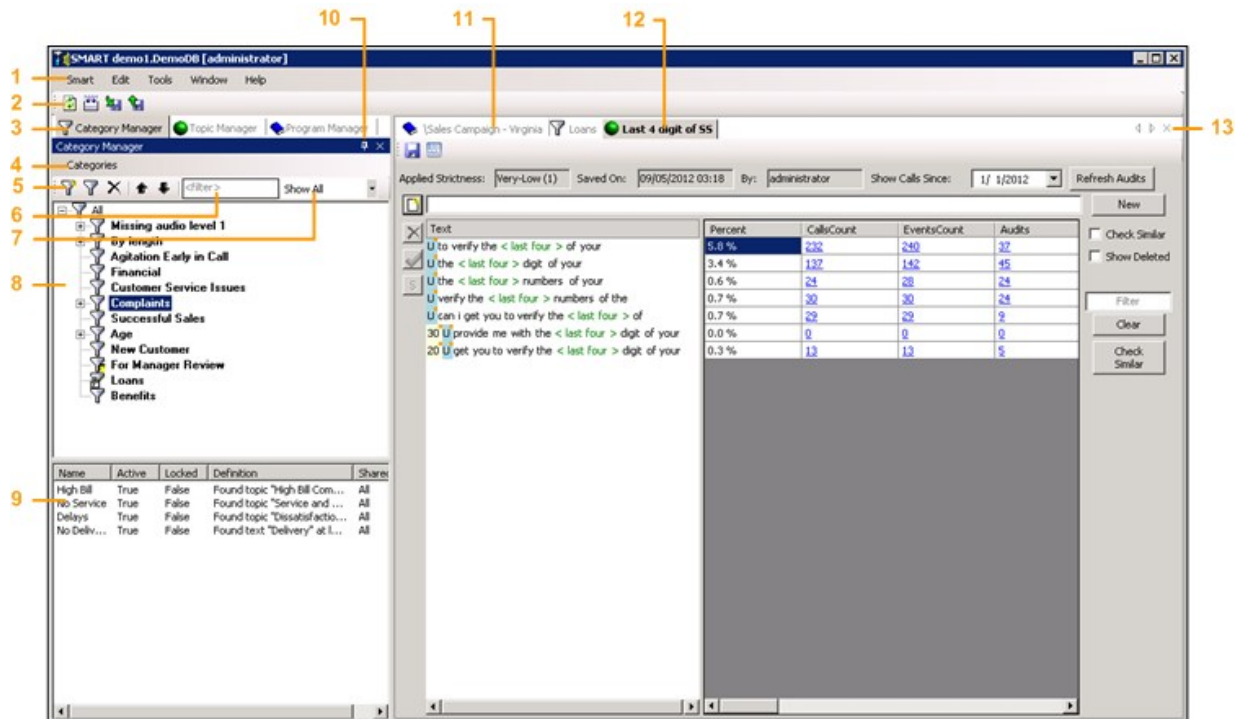 10 11 12
SMART demo1.DemoDB [administrator]
1 Smart Edit Tools Window Help
2
3 Category Manager Topic Manager Program Manager \Sales Campaign - Virginia Loans Last 4 digit of SS 13
Category Manager
4 Categories
5 <filter> Show All Applied Strictness: Very-Low (1) Saved On: 09/05/2012 03:18 By: administrator Show Calls Since: 1/ 1/2012 Refresh Audits
6 New
7
8
All
Missing audio level 1
By length
Agitation Early in Call
Financial
Customer Service Issues
Complaints
Successful Sales
Age
New Customer
For Manager Review
Loans
Benefits
Text Percent CallsCount EventsCount Audits
U to verify the < last four > of your 5.8 % 232 240 37
U the < last four > digit of your 3.4 % 137 142 45
U the < last four > numbers of your 0.6 % 24 28 24
U verify the < last four > numbers of the 0.7 % 30 30 24
U can i get you to verify the < last four > of 0.7 % 29 29 9
30 U provide me with the < last four > digit of your 0.0 % 0 0 0
20 U get you to verify the < last four > digit of your 0.3 % 13 13 5
S
Check Similar
Show Deleted
Filter
Clear
Check
Similar
Name Active Locked Definition Shared
High Bill True False Found topic "High Bill Com... All
9 No Service True False Found topic "Service and ... All
Delays True False Found topic "Dissatisfactio... All
No Deliv... True False Found text "Delivery" at l... All